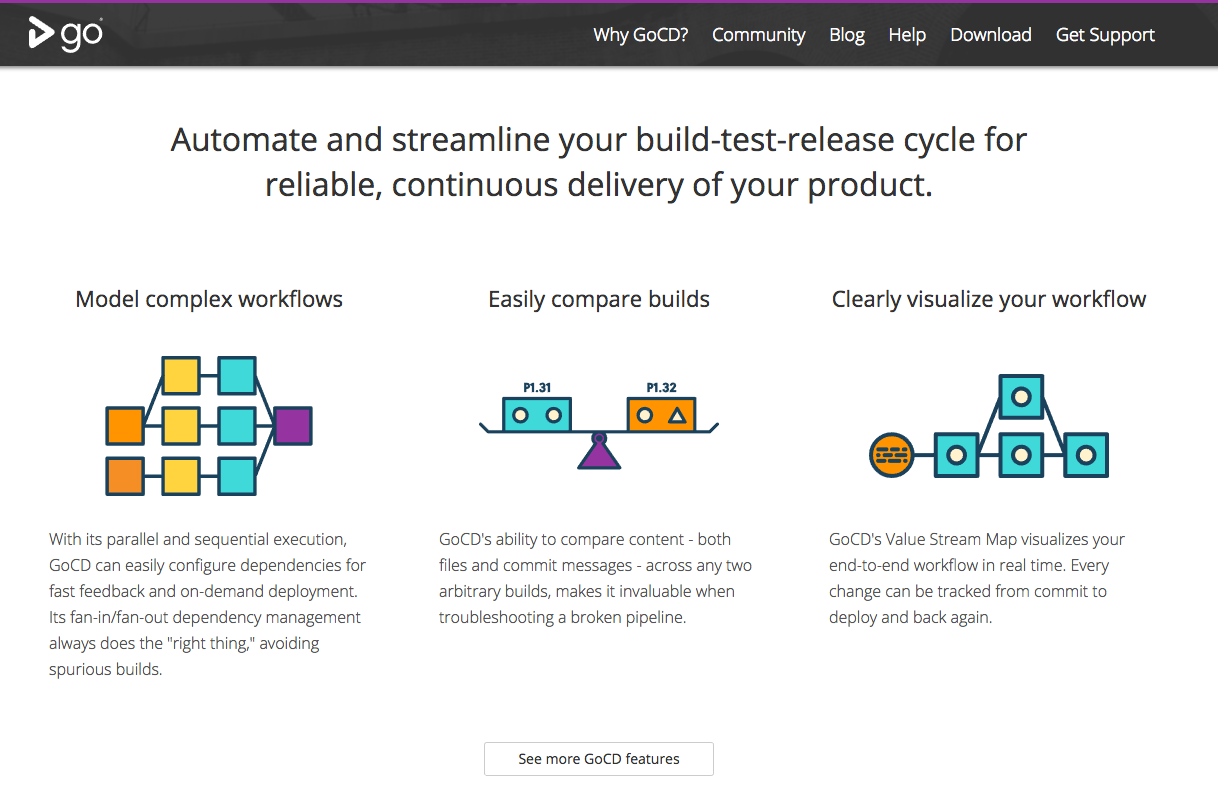 go
Why GoCD?
Community
Blog
Help
Download
Get Support
Automate and streamline your build-test-release cycle for
reliable, continuous delivery of your product.
Model complex workflows
With its parallel and sequential execution,
GoCD can easily configure dependencies for
fast feedback and on-demand deployment.
Its fan-in/fan-out dependency management
always does the "right thing," avoiding
spurious builds.
Easily compare builds
P1.31
P1.32
GoCD's ability to compare content - both
files and commit messages - across any two
arbitrary builds, makes it invaluable when
troubleshooting a broken pipeline.
Clearly visualize your workflow
GoCD's Value Stream Map visualizes your
end-to-end workflow in real time. Every
change can be tracked from commit to
deploy and back again.
See more GoCD features